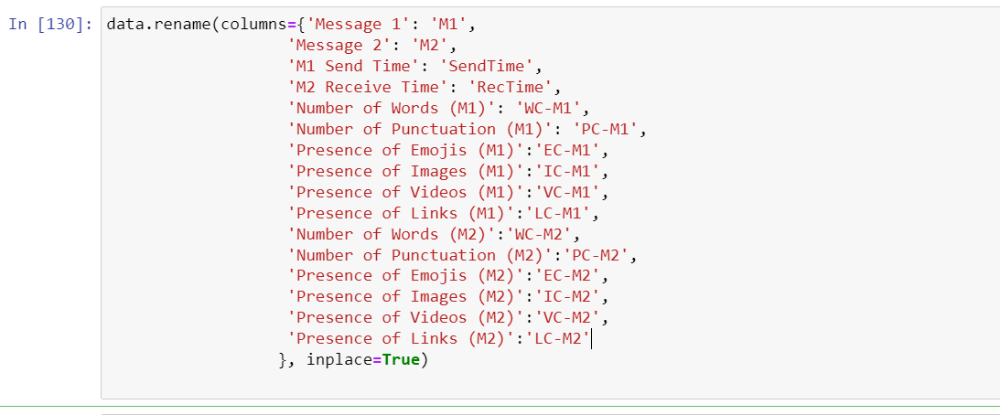 In [130]: data.rename(columns={'Message 1': 'M1',
'Message 2': 'M2',
'M1 Send Time': 'SendTime',
'M2 Receive Time': 'RecTime',
'Number of Words (M1)': 'WC-M1',
'Number of Punctuation (M1)': 'PC-M1',
'Presence of Emojis (M1)':'EC-M1',
'Presence of Images (M1)':'IC-M1',
'Presence of Videos (M1)':'VC-M1',
'Presence of Links (M1)':'LC-M1',
'Number of Words (M2)':'WC-M2',
'Number of Punctuation (M2)':'PC-M2',
'Presence of Emojis (M2)':'EC-M2',
'Presence of Images (M2)':'IC-M2',
'Presence of Videos (M2)':'VC-M2',
'Presence of Links (M2)':'LC-M2'
}, inplace=True)